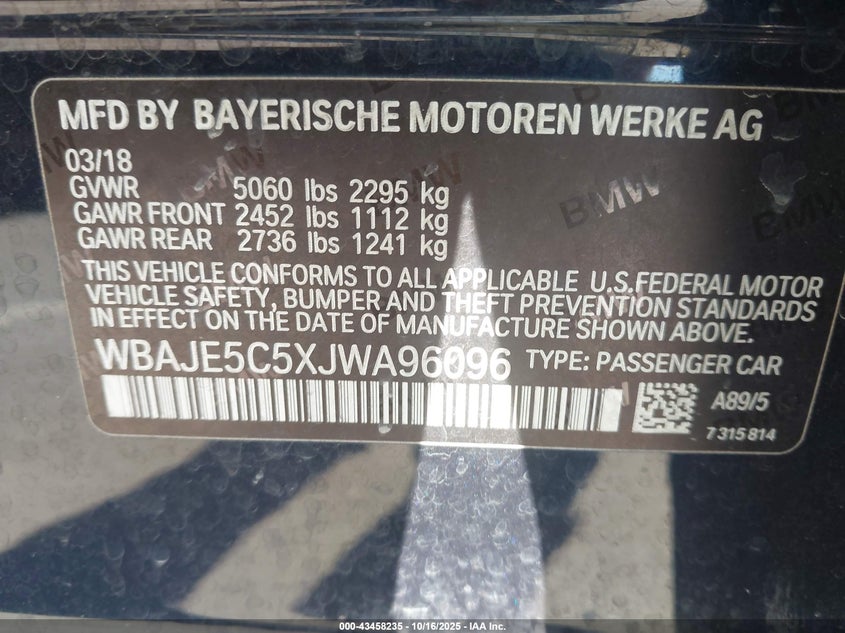 MFD BY BAYERISCHE MOTOREN WERKE AG
03/18
GVWR 5060 lbs 2295 kg
GAWR FRONT 2452 lbs 1112 kg
GAWR REAR 2736 lbs 1241 kg
THIS VEHICLE CONFORMS TO ALL APPLICABLE U.S.FEDERAL MOTOR
VEHICLE SAFETY, BUMPER AND THEFT PREVENTION STANDARDS
IN EFFECT ON THE DATE OF MANUFACTURE SHOWN ABOVE.
WBAJE5C5XJWA96096 TYPE: PASSENGER CAR
A89/5
7315814
BMW
BMW
000-43458235 - 10/16/2025 - IAA Inc.